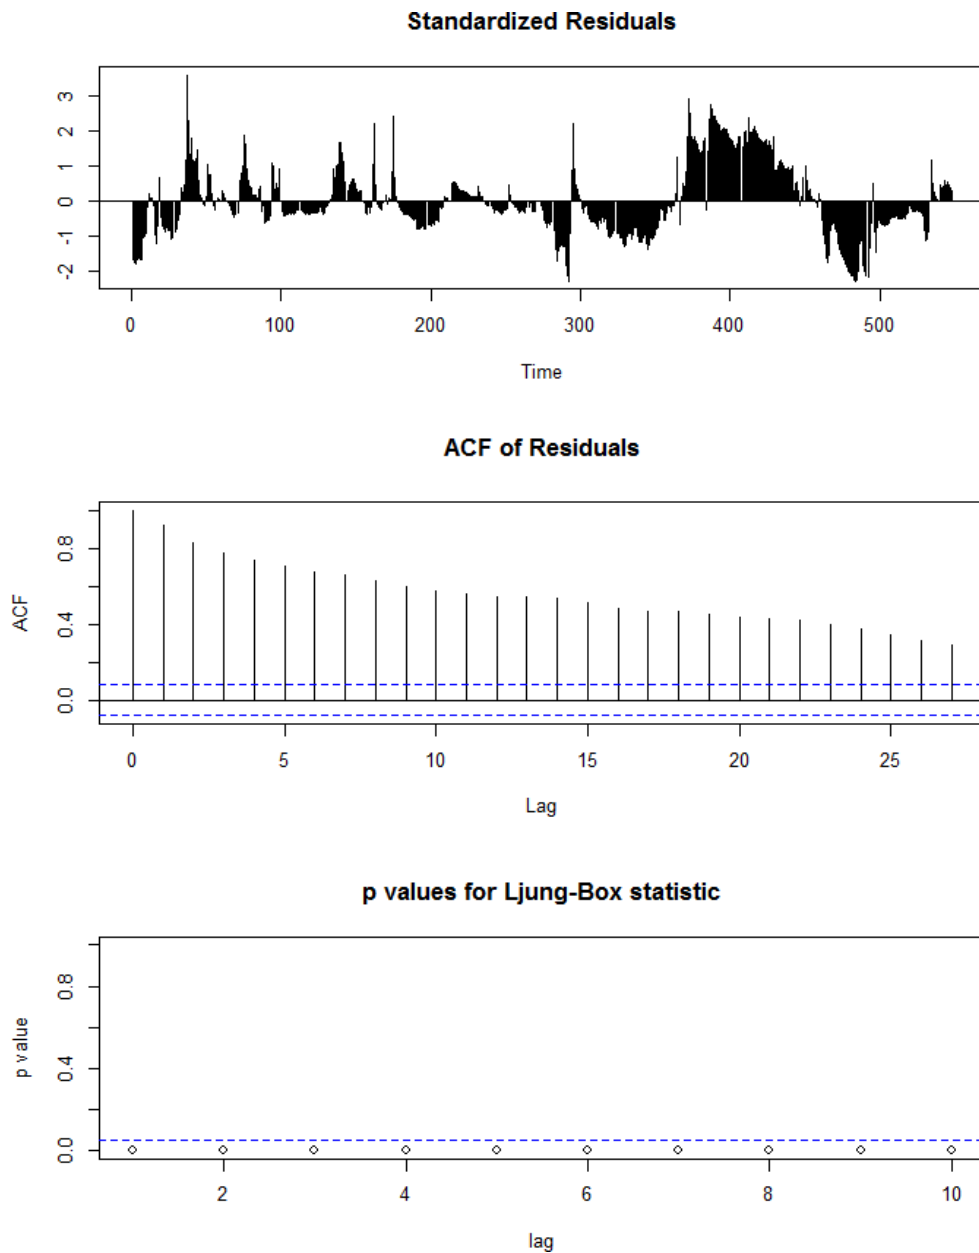 Standardized Residuals
3
2
1
0
-1
-2
0 100 200 300 400 500
Time
ACF of Residuals
ACF
0.8
0.4
0.0
0 5 10 15 20 25
Lag
p values for Ljung-Box statistic
p value
0.8
0.4
0.0
2 4 6 8 10
lag